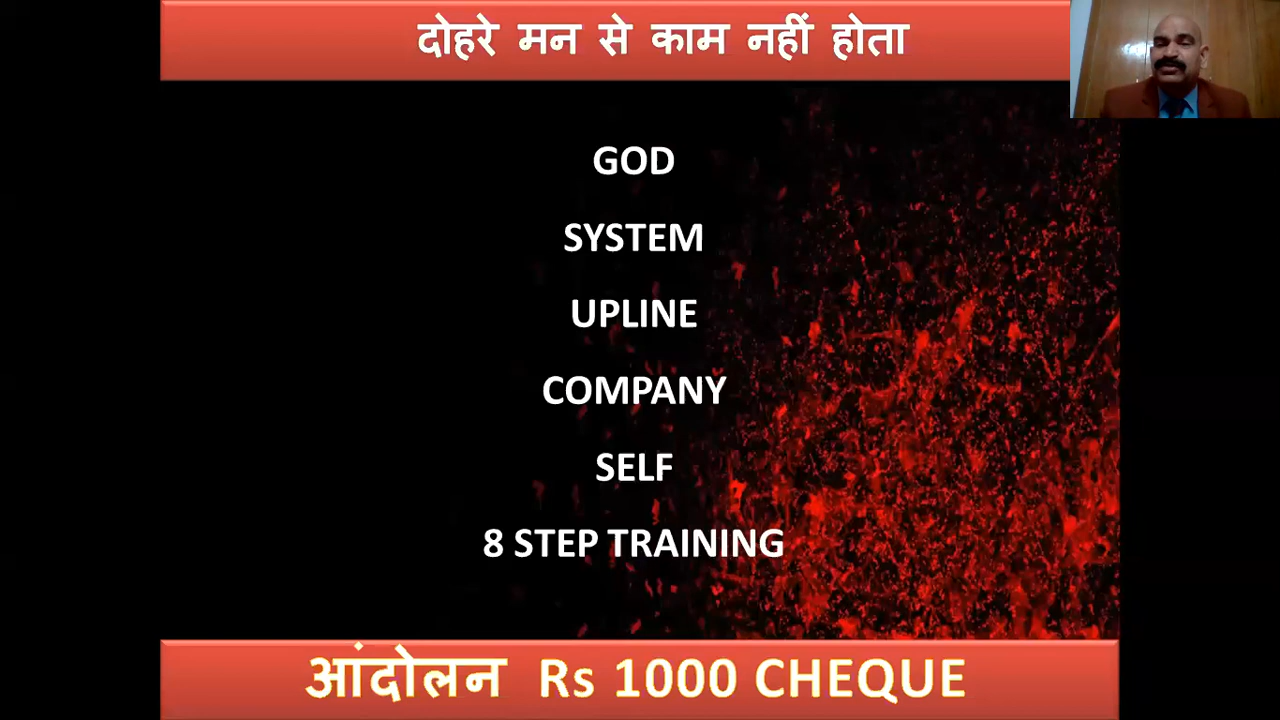 दोहरे मन से काम नहीं होता
GOD
SYSTEM
UPLINE
COMPANY
SELF
8 STEP TRAINING
आंदोलन Rs 1000 CHEQUE